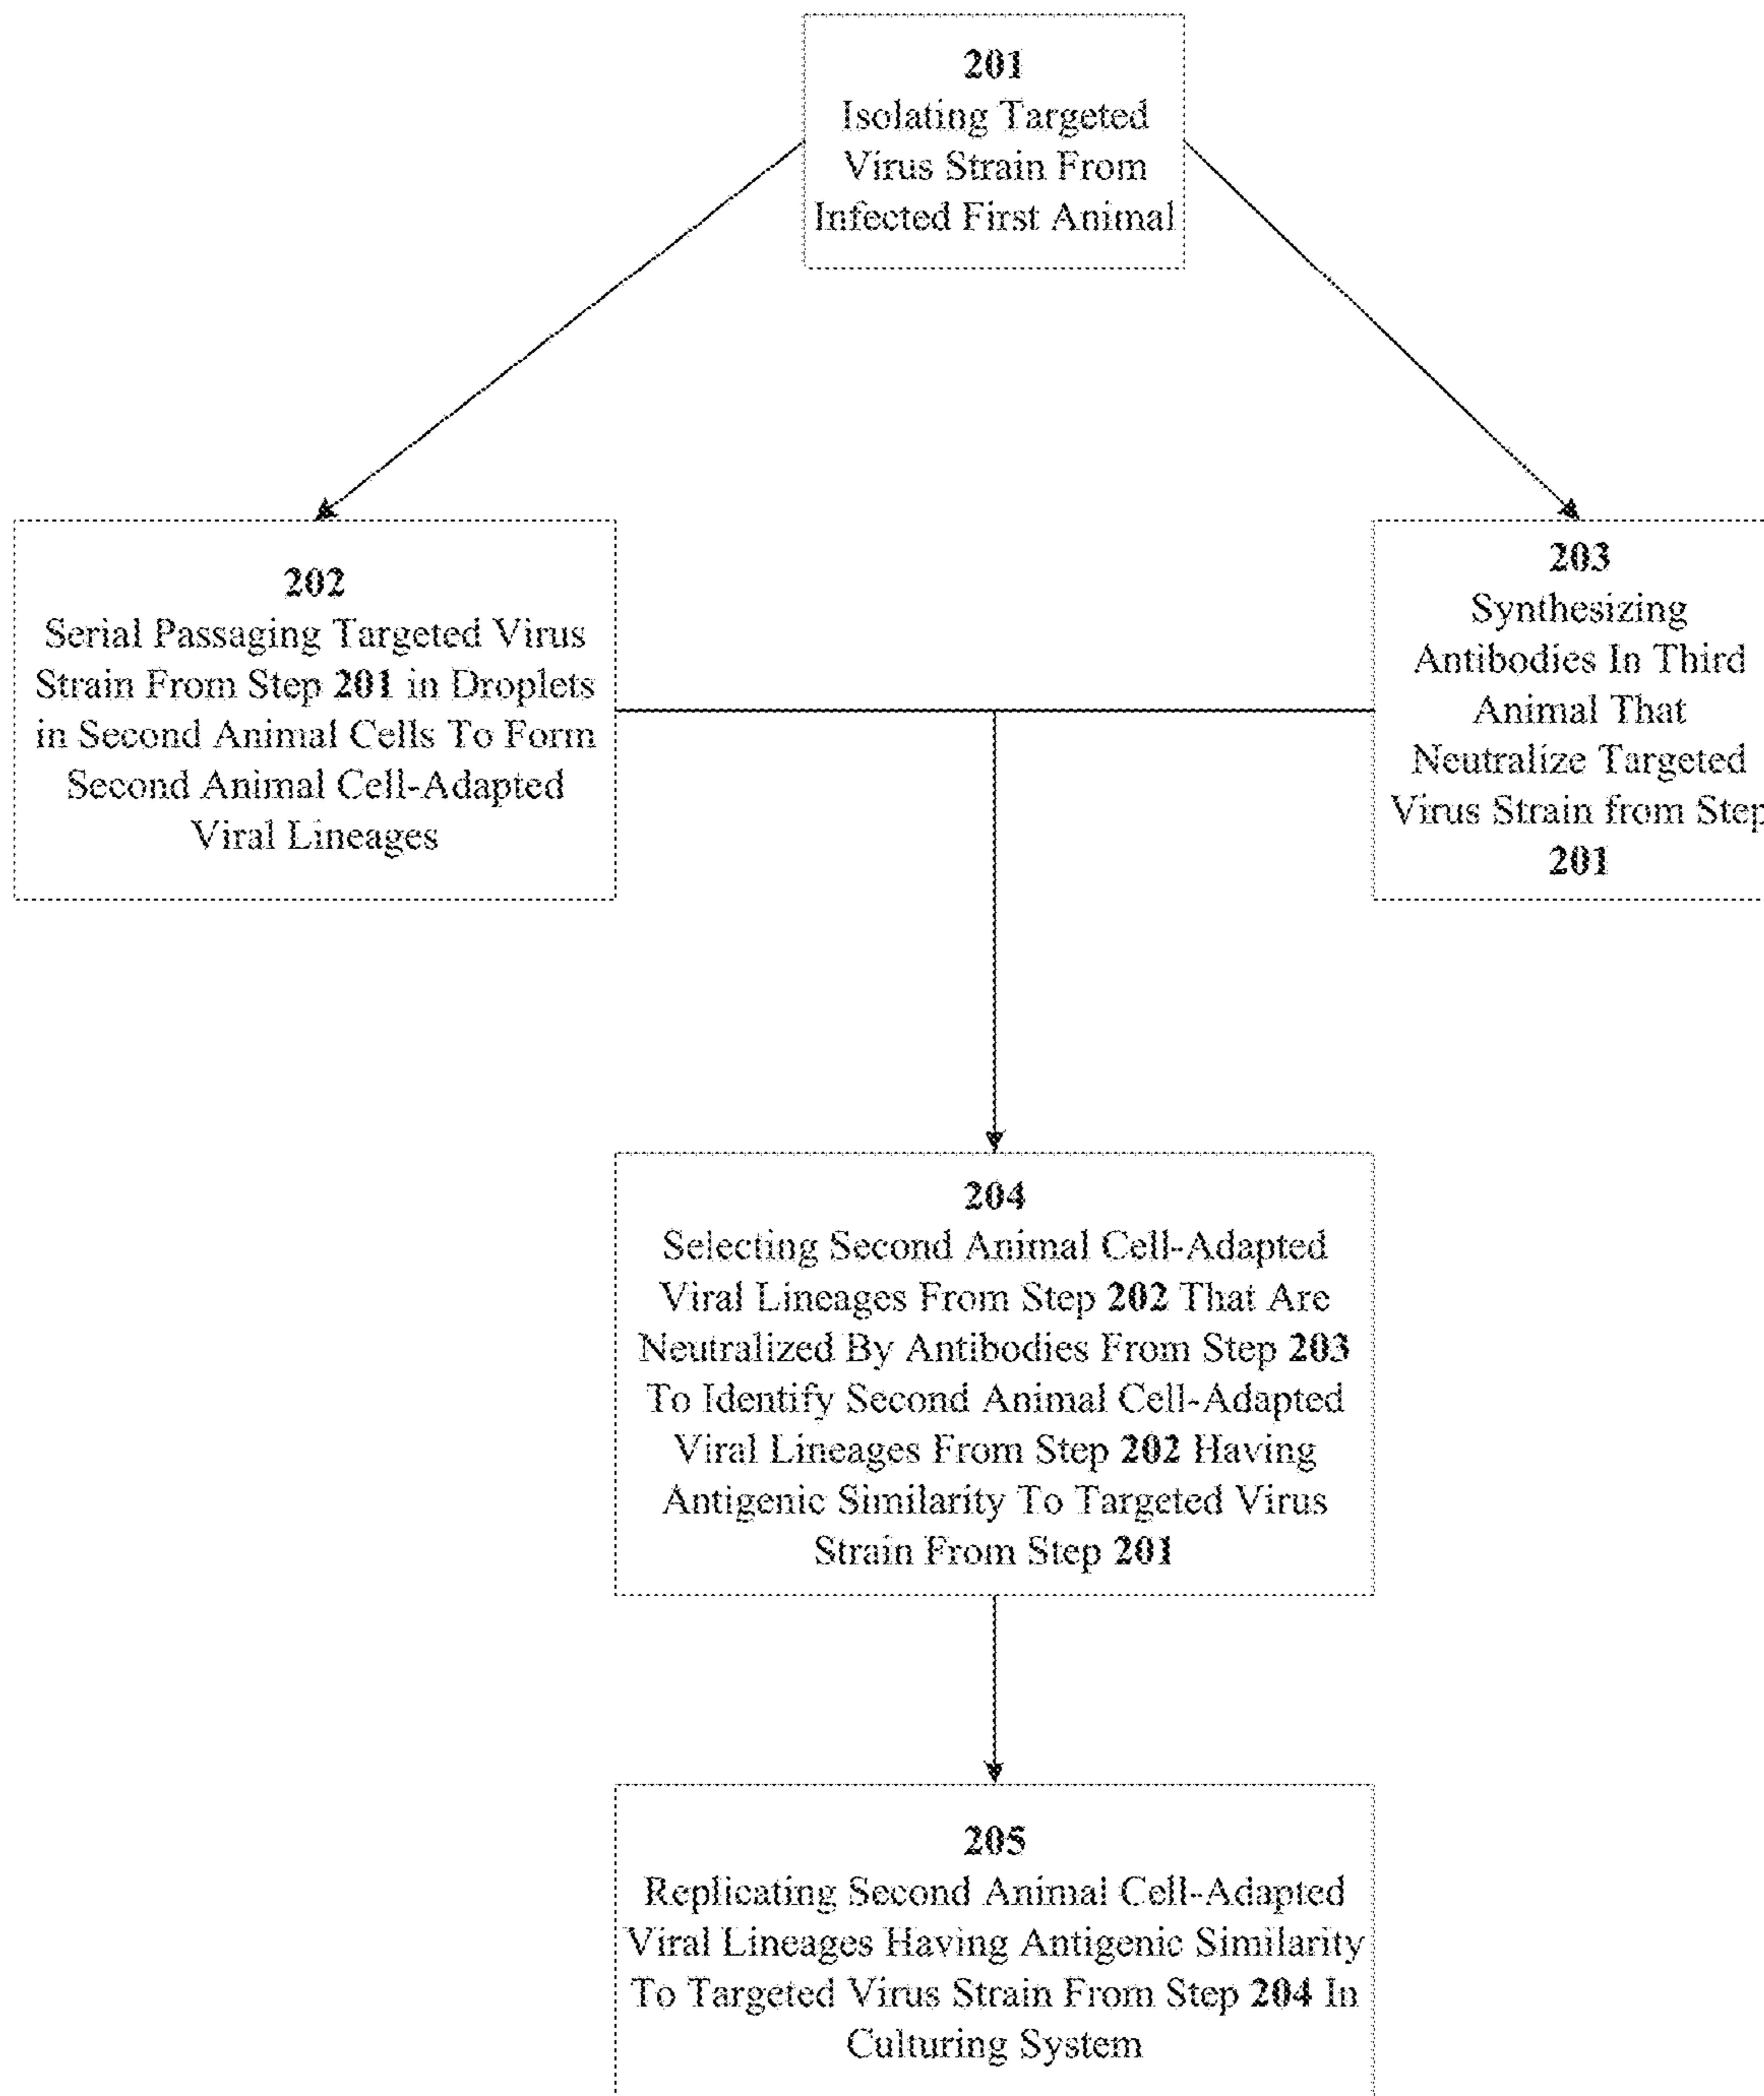 201
Isolating Targeted
Virus Strain From
Infected First Animal
202
Serial Passaging Targeted Virus
Strain From Step 201 in Droplets
in Second Animal Cells To Form
Second Animal Cell-Adapted
Viral Lineages
203
Synthesizing
Antibodies In Third
Animal That
Neutralize Targeted
Virus Strain from Step
201
204
Selecting Second Animal Cell-Adapted
Viral Lineages From Step 202 That Are
Neutralized By Antibodies From Step 203
To Identify Second Animal Cell-Adapted
Viral Lineages From Step 202 Having
Antigenic Similarity To Targeted Virus
Strain From Step 201
205
Replicating Second Animal Cell-Adapted
Viral Lineages Having Antigenic Similarity
To Targeted Virus Strain From Step 204 In
Culturing System